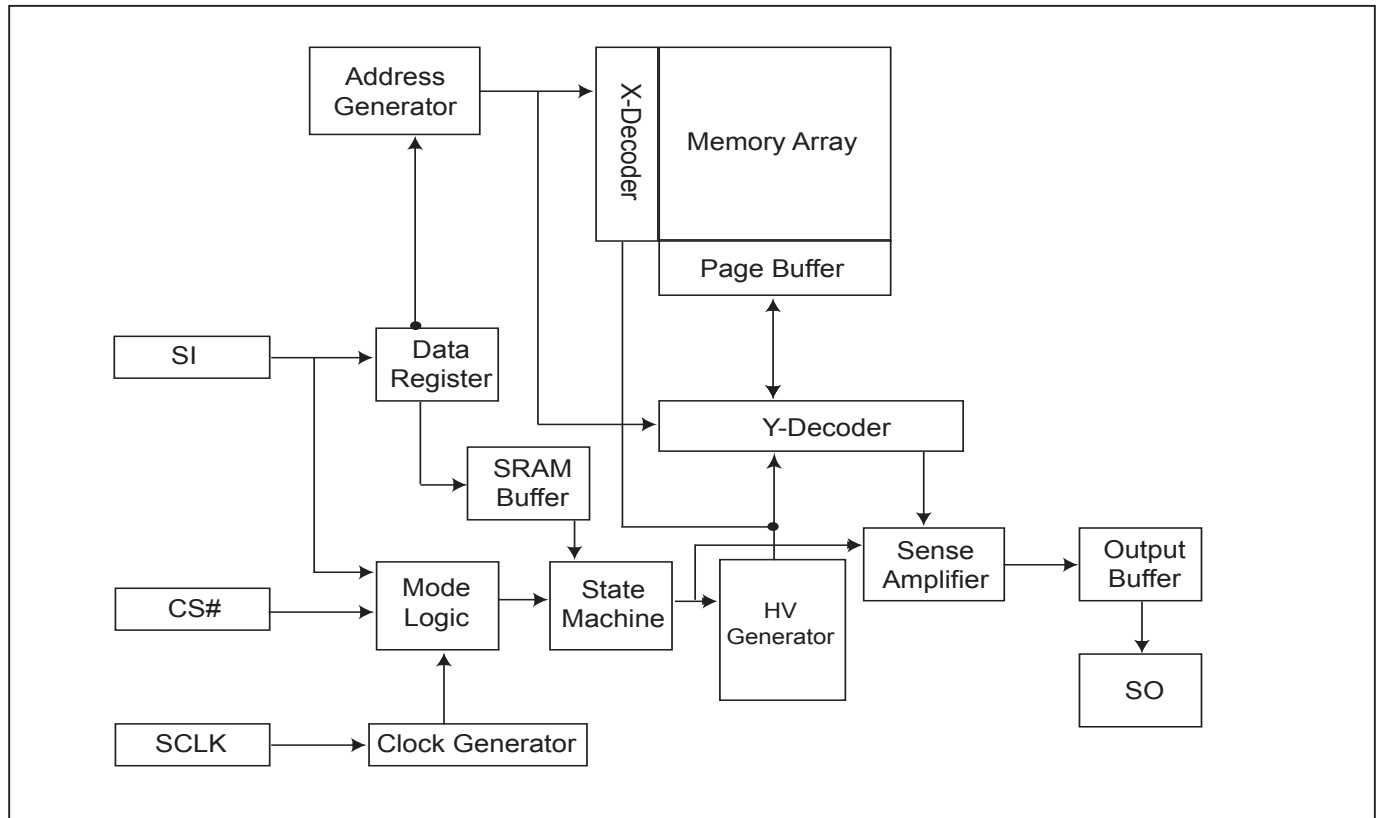 Address
Generator
X-Decoder
Memory Array
Page Buffer
SI
Data
Register
Y-Decoder
SRAM
Buffer
Sense
Amplifier
Output
Buffer
CS#
Mode
Logic
State
Machine
HV
Generator
SO
SCLK
Clock Generator